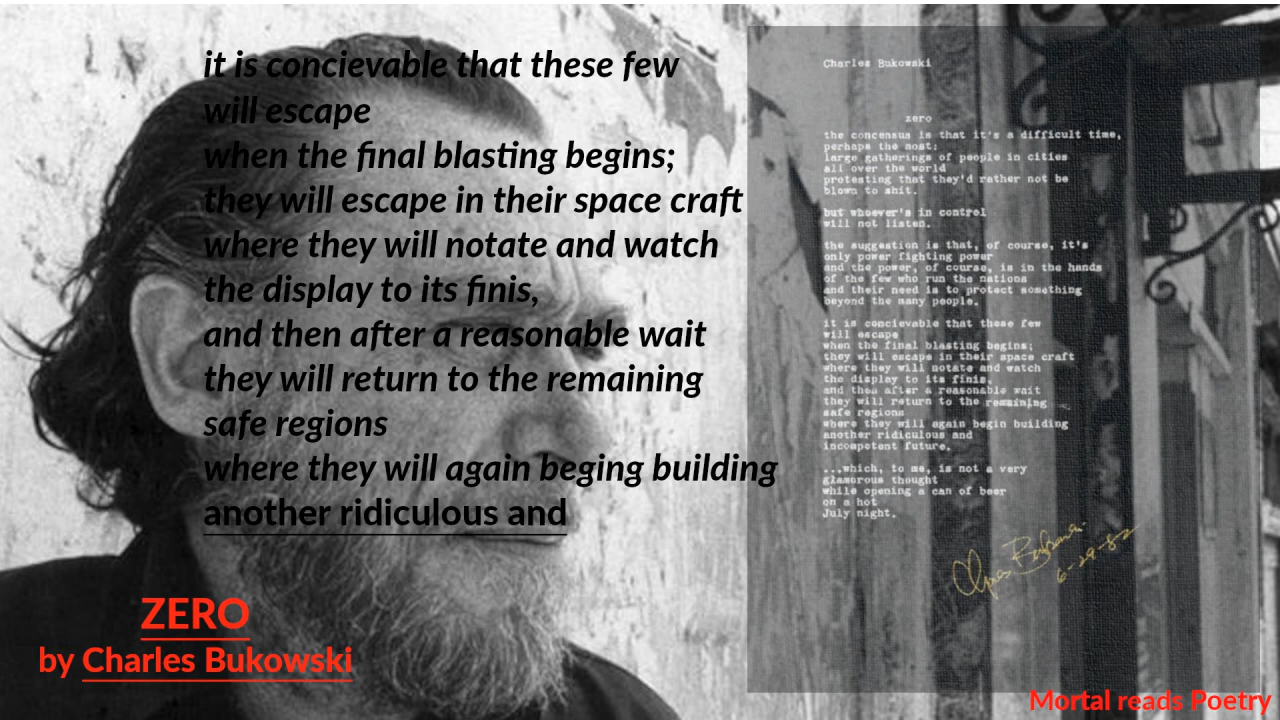 it is concievable that these few
will escape
when the final blasting begins;
they will escape in their space craft
where they will notate and watch
the display to its finis,
and then after a reasonable wait
they will return to the remaining
safe regions
where they will again beging building
another ridiculous and
ZERO
by Charles Bukowski
Charles Bukowski
zero
the concensus is that it's a difficult time,
perhaps the most:
large gatherings of people in cities
all over the world
protesting that they'd rather not be
blown to shit.
but whoever's in control
will not listen.
the suggestion is that, of course, it's
only power fighting power
and the power, of course, is in the hands
of the few who run the nations
and their need is to protect something
beyond the many people.
it is concievable that these few
will escape
when the final blasting begins;
they will escape in their space craft
where they will notate and watch
the display to its finis,
and then after a reasonable wait
they will return to the remaining
safe regions
where they will again begin building
another ridiculous and
incompetent future.
...which, to me, is not a very
glamorous thought
while opening a can of beer
on a hot
July night.
Charles Bukowski
6-29-82
Mortal reads Poetry